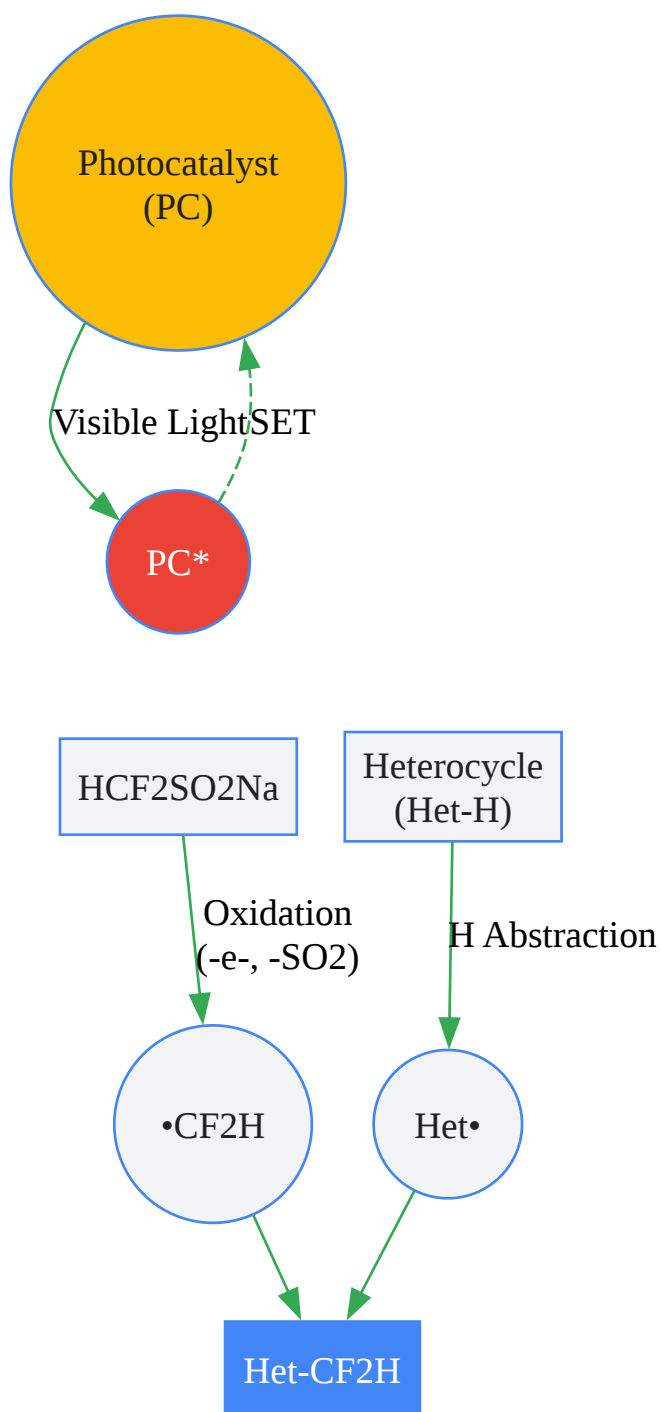 Photocatalyst
(PC)
Visible Light
SET
PC*
HCF2SO2Na
Heterocycle
(Het-H)
Oxidation
(-e-, -SO2)
H Abstraction
•CF2H
Het•
Het-CF2H